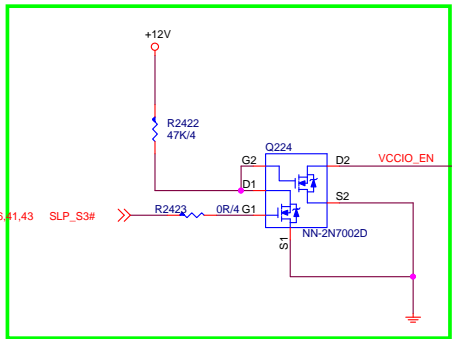 +12V
R2422
47K/4
Q224
G2
D2
VCCIO_EN
D1
S2
6,41,43 SLP_S3#
R2423
0R/4
G1
NN-2N7002D
S1